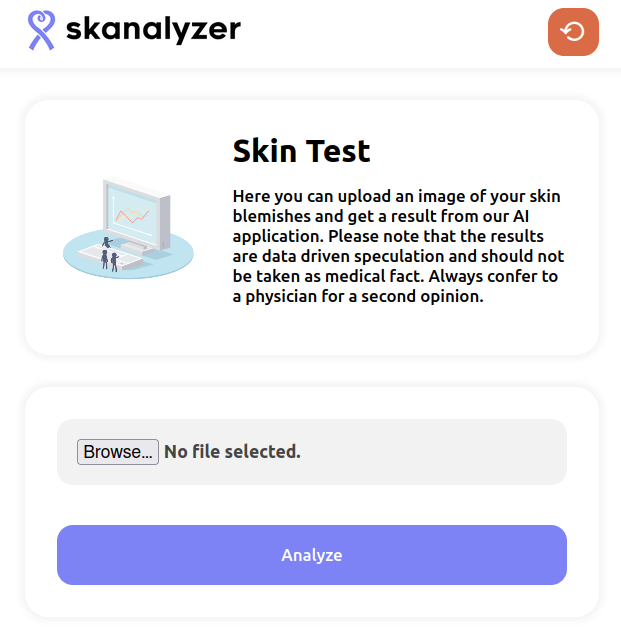 skanalyzer
Skin Test
Here you can upload an image of your skin
blemishes and get a result from our AI
application. Please note that the results
are data driven speculation and should not
be taken as medical fact. Always confer to
a physician for a second opinion.
Browse... No file selected.
Analyze